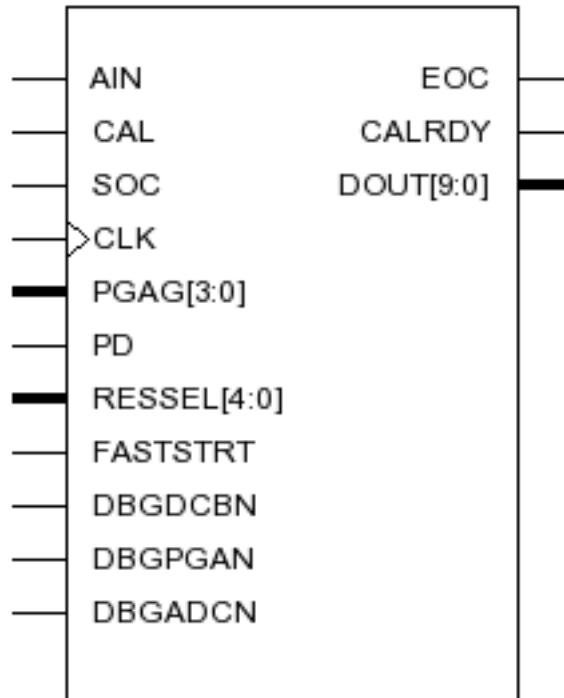 AIN EOC
CAL CALRDY
SOC DOUT[9:0]
CLK
PGAG[3:0]
PD
RESSEL[4:0]
FASTSTRT
DBGDCBN
DBGPGAN
DBGADCN